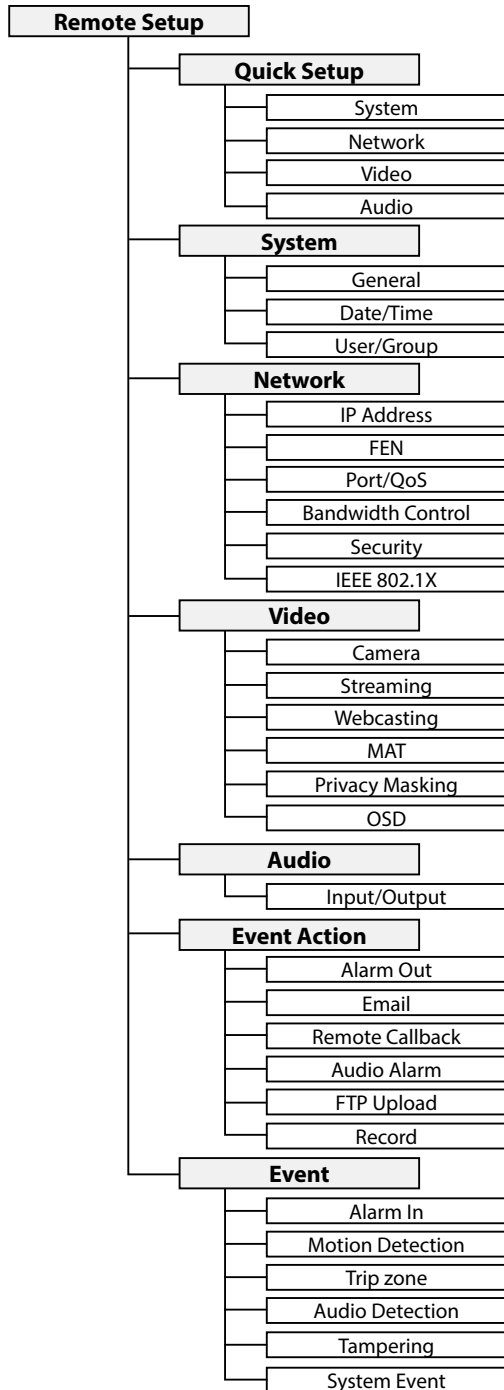 Remote Setup
Quick Setup
System
Network
Video
Audio
System
General
Date/Time
User/Group
Network
IP Address
FEN
Port/QoS
Bandwidth Control
Security
IEEE 802.1X
Video
Camera
Streaming
Webcasting
MAT
Privacy Masking
OSD
Audio
Input/Output
Event Action
Alarm Out
Email
Remote Callback
Audio Alarm
FTP Upload
Record
Event
Alarm In
Motion Detection
Trip zone
Audio Detection
Tampering
System Event